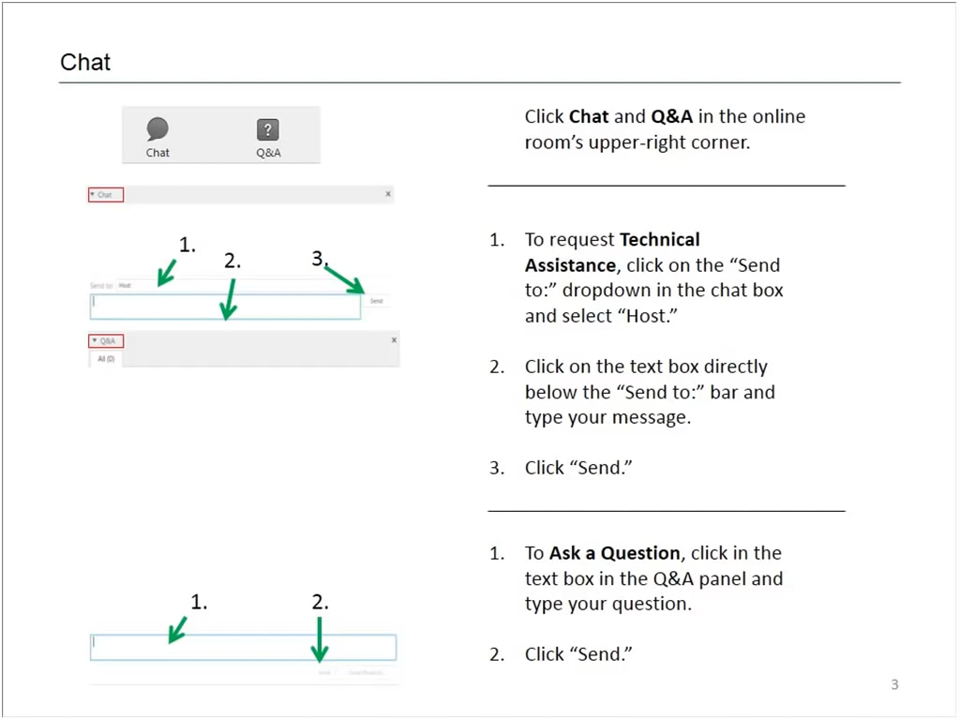 Chat
Chat
Q&A
Click Chat and Q&A in the online
room's upper-right corner.
Chat
x
1.
2.
3.
Send to:
Host
Send
Q&A
x
All (0)
1. To request Technical
Assistance, click on the “Send
to:” dropdown in the chat box
and select “Host.”
2. Click on the text box directly
below the “Send to:” bar and
type your message.
3. Click “Send.”
1.
2.
1. To Ask a Question, click in the
text box in the Q&A panel and
type your question.
2. Click “Send.”
3